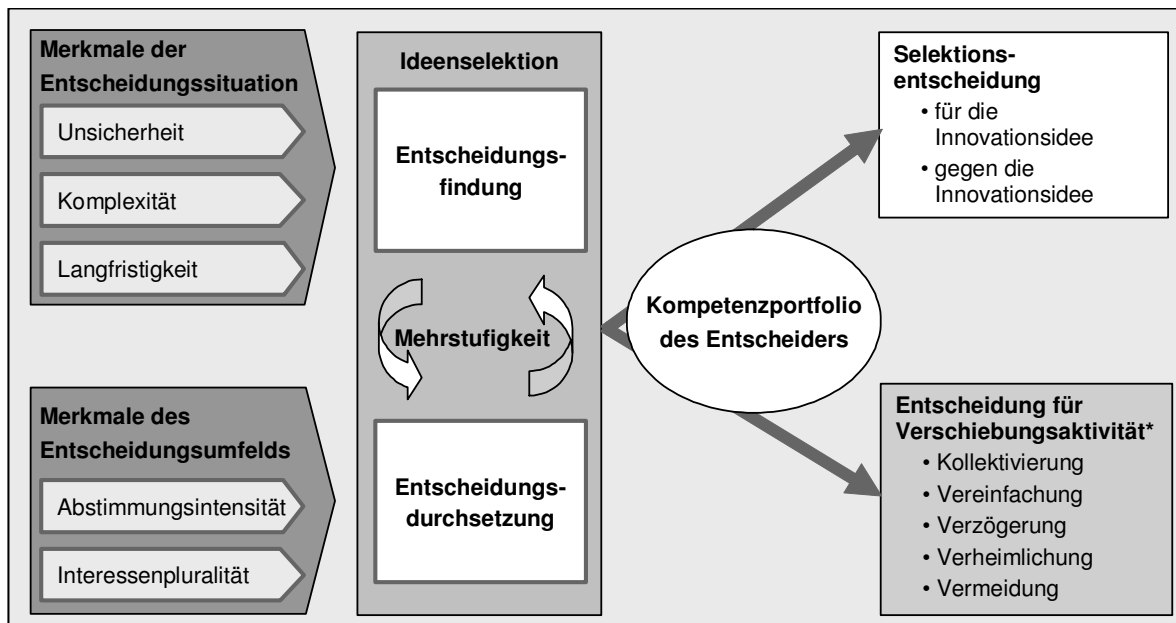 Merkmale der
Entscheidungssituation
Unsicherheit
Komplexität
Langfristigkeit
Merkmale des
Entscheidungsumfelds
Abstimmungsintensität
Interessenpluralität
Ideenselektion
Entscheidungs-
findung
Mehrstufigkeit
Entscheidungs-
durchsetzung
Kompetenzportfolio
des Entscheiders
Selektions-
entscheidung
• für die
Innovationsidee
• gegen die
Innovationsidee
Entscheidung für
Verschiebungsaktivität*
• Kollektivierung
• Vereinfachung
• Verzögerung
• Verheimlichung
• Vermeidung